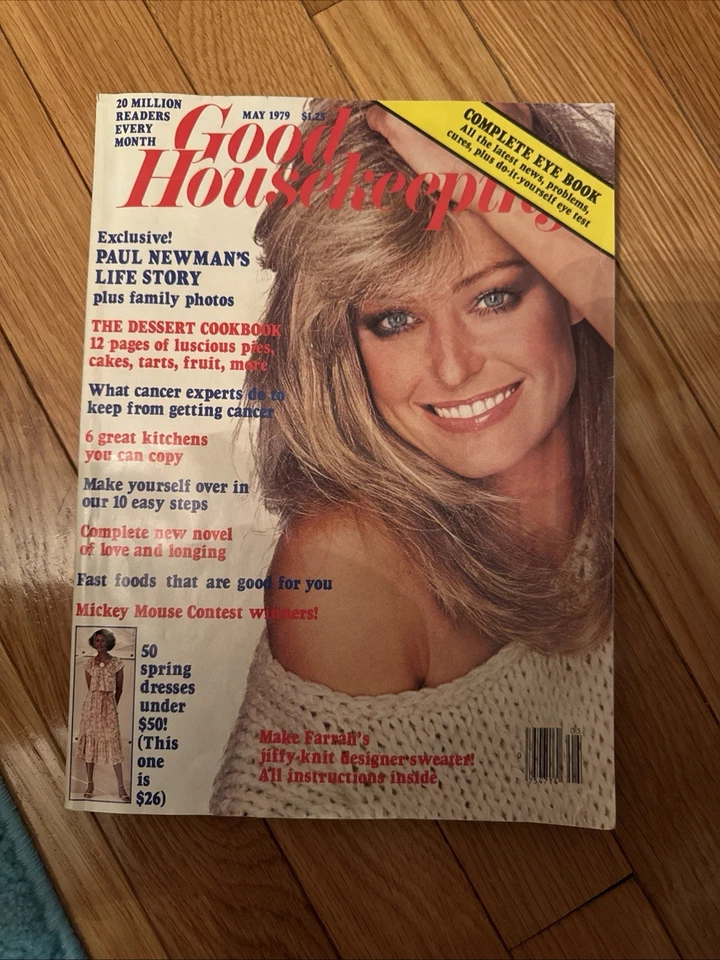 20 MILLION
READERS
EVERY
MONTH
MAY 1979 $1.25
Good
Housekeeping
COMPLETE EYE BOOK
All the latest news, problems,
cures, plus do-it-yourself eye test
Exclusive!
PAUL NEWMAN'S
LIFE STORY
plus family photos
THE DESSERT COOKBOOK
12 pages of luscious pies,
cakes, tarts, fruit, more
What cancer experts do to
keep from getting cancer
6 great kitchens
you can copy
Make yourself over in
our 10 easy steps
Complete new novel
of love and longing
Fast foods that are good for you
Mickey Mouse Contest winners!
50
spring
dresses
under
$50!
(This
one
is
$26)
Make Farrah's
jiffy-knit designer sweater!
All instructions inside